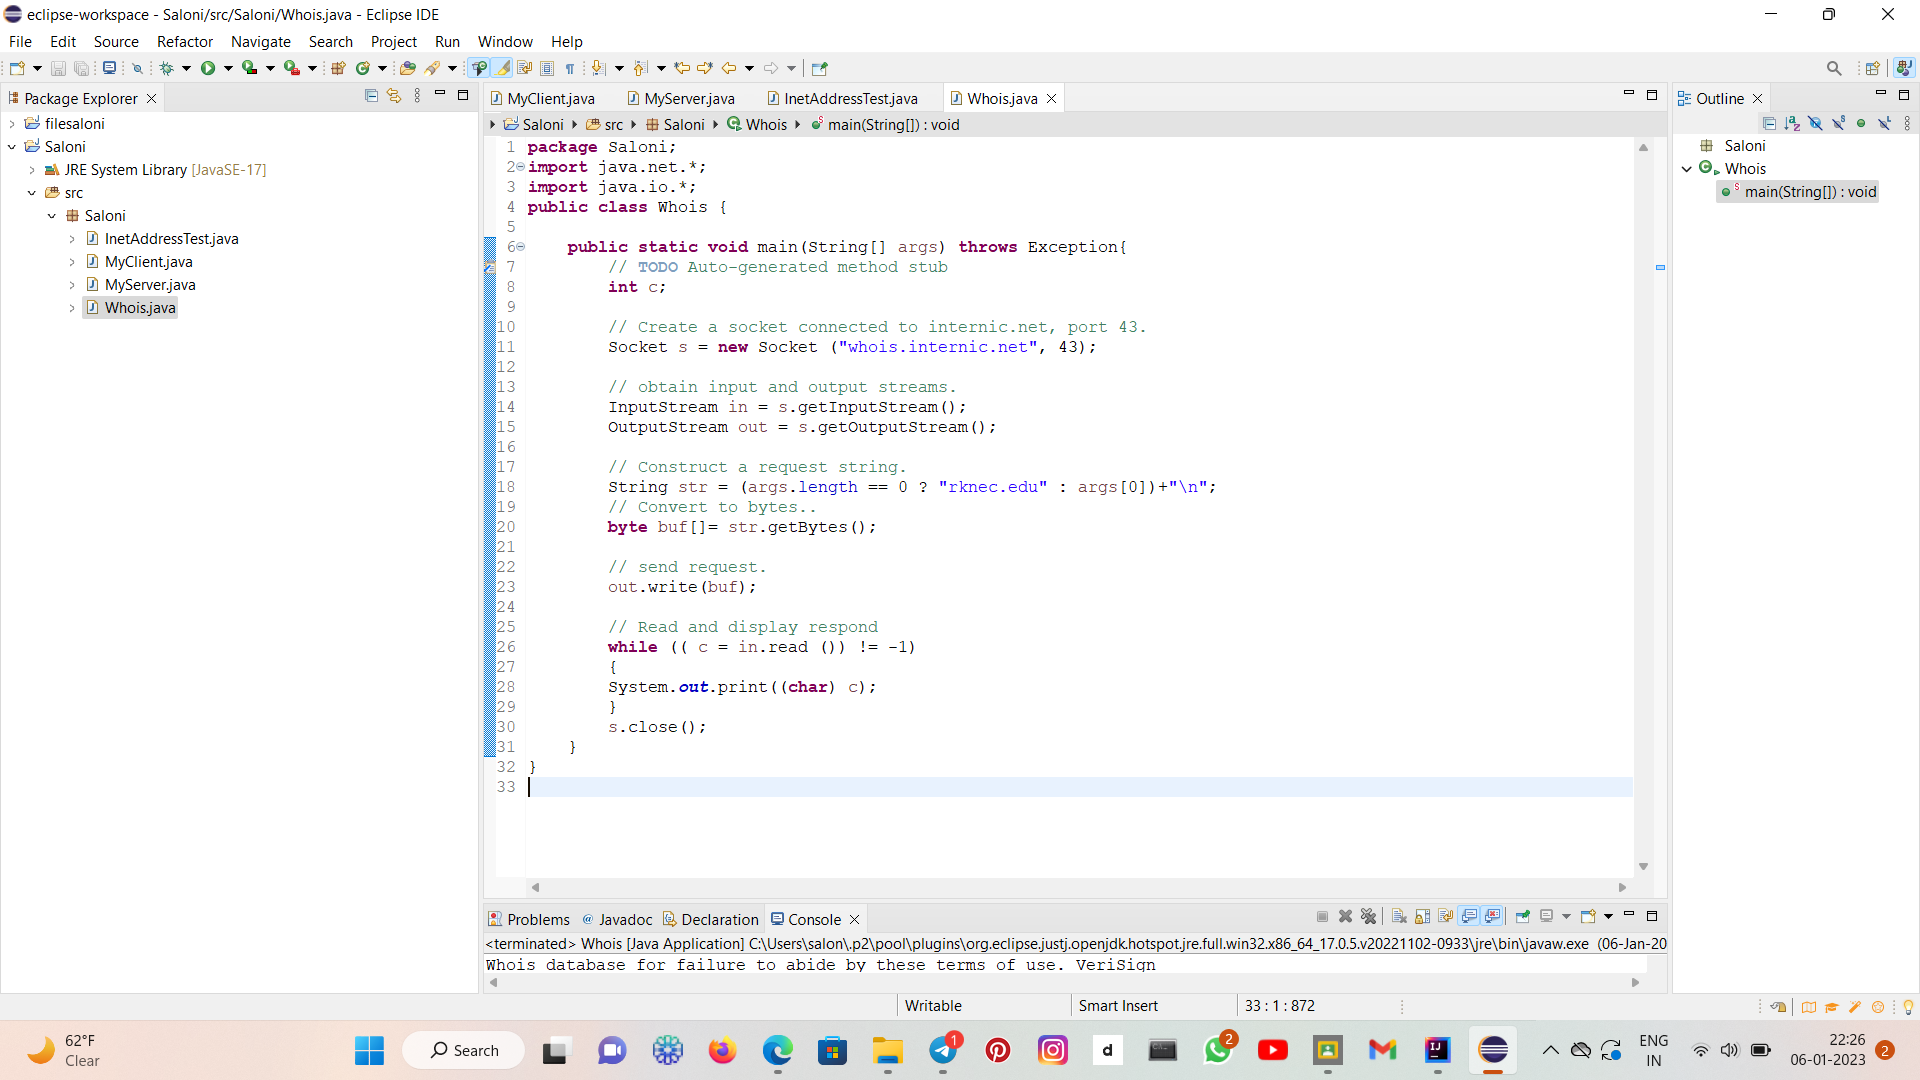 eclipse-workspace - Saloni/src/Saloni/Whois.java - Eclipse IDE
File Edit Source Refactor Navigate Search Project Run Window Help
Package Explorer
filesaloni
Saloni
JRE System Library [JavaSE-17]
src
Saloni
InetAddressTest.java
MyClient.java
MyServer.java
Whois.java
MyClient.java MyServer.java InetAddressTest.java Whois.java
Saloni src Saloni Whois main(String[]) : void
1 package Saloni;
2 import java.net.*;
3 import java.io.*;
4 public class Whois {
5
6 public static void main(String[] args) throws Exception{
7 // TODO Auto-generated method stub
8 int c;
9
10 // Create a socket connected to internic.net, port 43.
11 Socket s = new Socket ("whois.internic.net", 43);
12
13 // obtain input and output streams.
14 InputStream in = s.getInputStream();
15 OutputStream out = s.getOutputStream();
16
17 // Construct a request string.
18 String str = (args.length == 0 ? "rknec.edu" : args[0])+"\n";
19 // Convert to bytes..
20 byte buf[]= str.getBytes();
21
22 // send request.
23 out.write(buf);
24
25 // Read and display respond
26 while (( c = in.read ()) != -1)
27 {
28 System.out.print((char) c);
29 }
30 s.close();
31 }
32 }
33
Outline
Saloni
Whois
main(String[]) : void
Problems Javadoc Declaration Console
<terminated> Whois [Java Application] C:\Users\salon\.p2\pool\plugins\org.eclipse.justj.openjdk.hotspot.jre.full.win32.x86_64_17.0.5.v20221102-0933\jre\bin\javaw.exe (06-Jan-20
Whois database for failure to abide by these terms of use. VeriSign
Writable Smart Insert 33 : 1 : 872
62°F
Clear
Search
1
d
2
ENG
IN
22:26
06-01-2023
2